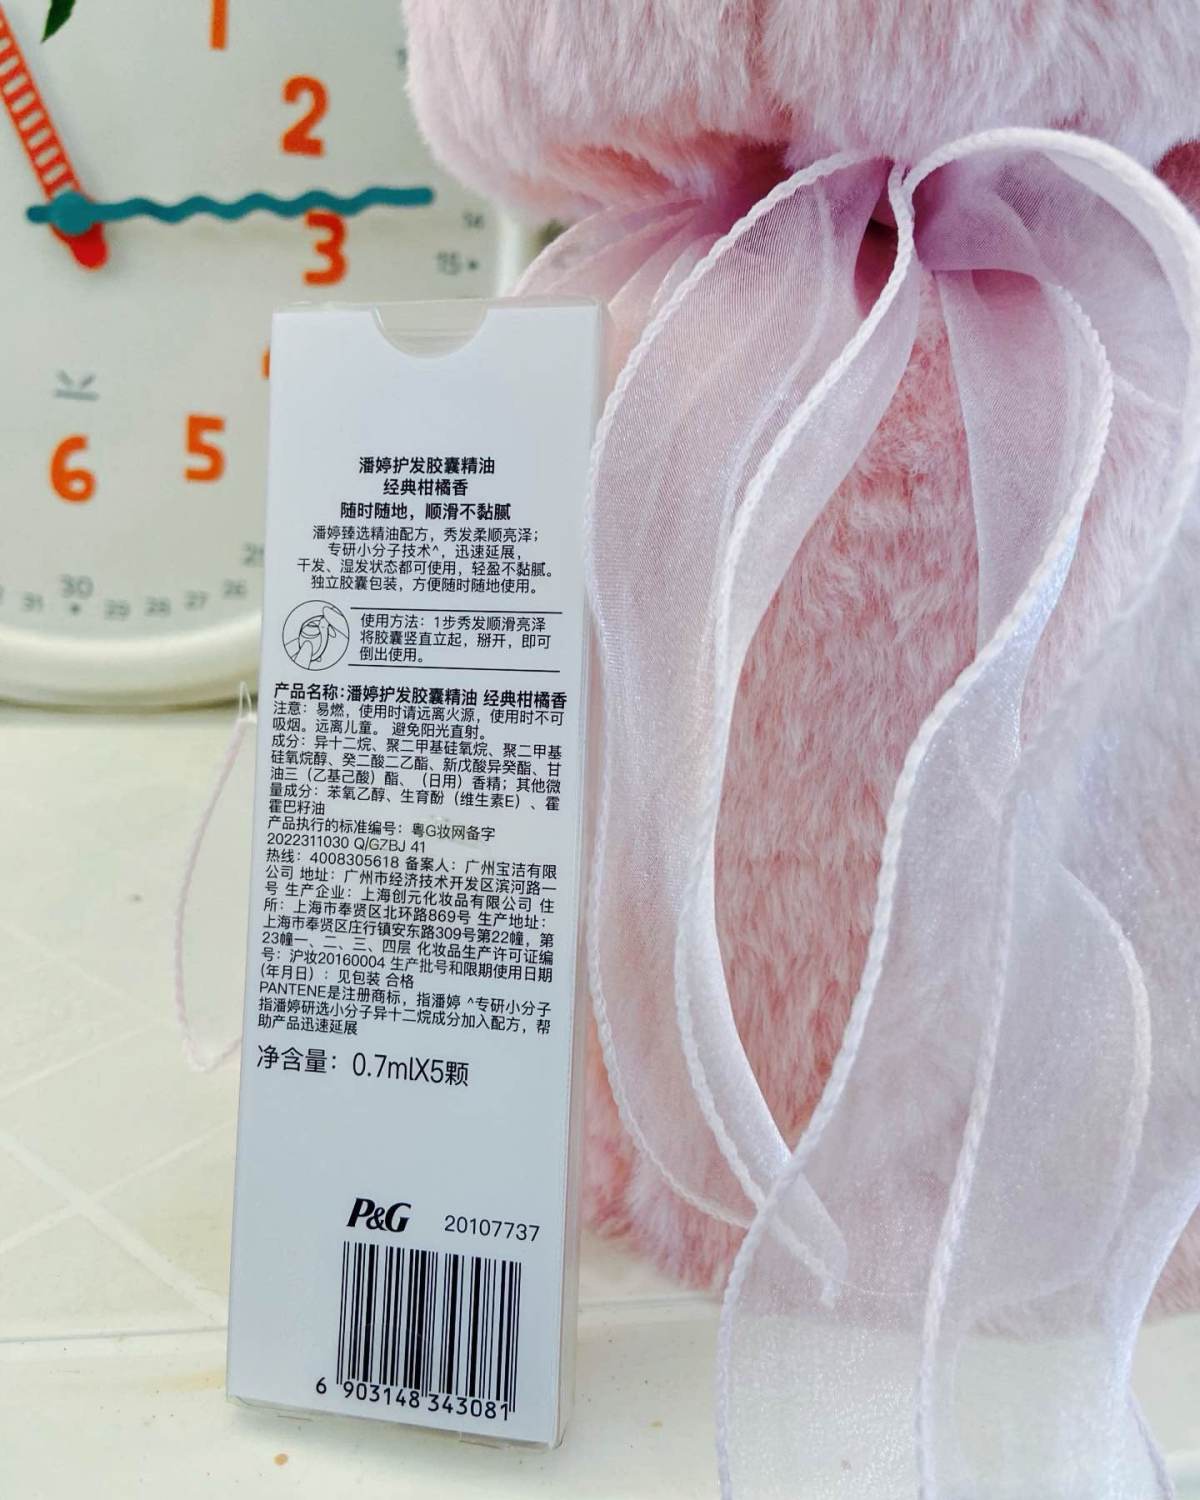 1
2
3
14
15
6
5
31
30
29
28
27
26
25
潘婷护发胶囊精油
经典柑橘香
随时随地，顺滑不黏腻
潘婷臻选精油配方，秀发柔顺亮泽；
专研小分子技术^，迅速延展，
干发、湿发状态都可使用，轻盈不黏腻。
独立胶囊包装，方便随时随地使用。
使用方法：1步秀发顺滑亮泽
将胶囊竖直立起，掰开，即可
倒出使用。
产品名称：潘婷护发胶囊精油 经典柑橘香
注意：易燃，使用时请远离火源，使用时不可
吸烟。远离儿童。 避免阳光直射。
成分：异十二烷、聚二甲基硅氧烷、聚二甲基
硅氧烷醇、癸二酸二乙酯、新戊酸异癸酯、甘
油三（乙基己酸）酯、（日用）香精；其他微
量成分：苯氧乙醇、生育酚（维生素E）、霍
霍巴籽油
产品执行的标准编号：粤G妆网备字
2022311030 Q/GZBJ 41
热线：4008305618 备案人：广州宝洁有限
公司 地址：广州市经济技术开发区滨河路一
号 生产企业：上海创元化妆品有限公司 住
所：上海市奉贤区北环路869号 生产地址：
上海市奉贤区庄行镇安东路309号第22幢，第
23幢一、二、三、四层 化妆品生产许可证编
号：沪妆20160004 生产批号和限期使用日期
(年月日)：见包装 合格
PANTENE是注册商标，指潘婷 ^专研小分子
指潘婷研选小分子异十二烷成分加入配方，帮
助产品迅速延展
净含量：0.7mlX5颗
P&G 20107737
6 903148 343081